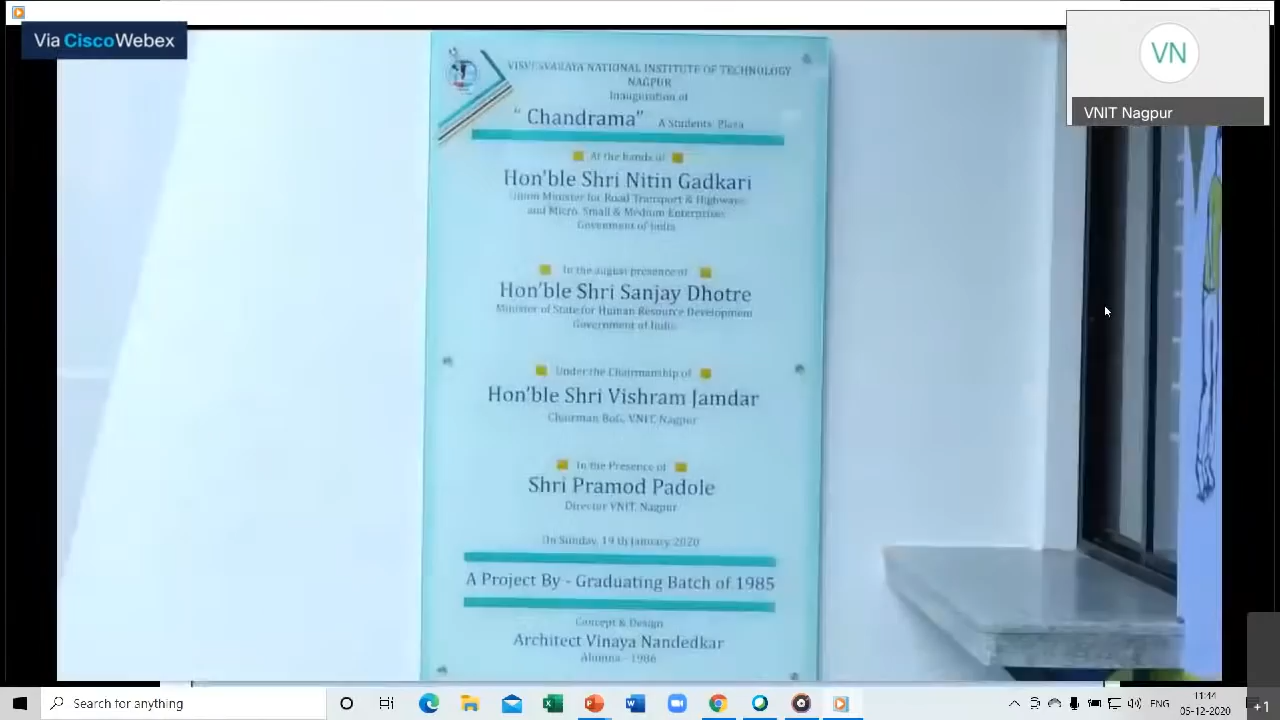 Via CiscoWebex
VN
VNIT Nagpur
VISVESVARAYA NATIONAL INSTITUTE OF TECHNOLOGY
NAGPUR
Inauguration of
" Chandrama" A Students' Plaza
At the hands of
Hon'ble Shri Nitin Gadkari
Union Minister for Road Transport & Highways
and Micro, Small & Medium Enterprises
Government of India
In the august presence of
Hon'ble Shri Sanjay Dhotre
Minister of State for Human Resource Development
Government of India
Under the Chairmanship of
Hon'ble Shri Vishram Jamdar
Chairman BoG, VNIT, Nagpur
In the Presence of
Shri Pramod Padole
Director VNIT, Nagpur
On Sunday, 19 th January, 2020
A Project By - Graduating Batch of 1985
Concept & Design
Architect Vinaya Nandedkar
Alumna - 1986
Search for anything
ENG
11:14
05-12-2020
+1